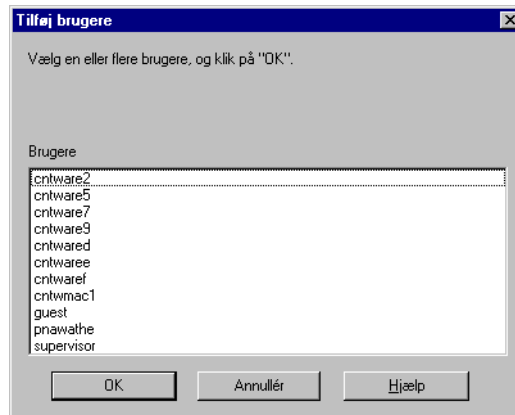 Tilføj brugere
Vælg en eller flere brugere, og klik på "OK".
Brugere
cntware2
cntware5
cntware7
cntware9
cntwared
cntwaree
cntwaref
cntwmac1
guest
pnawathe
supervisor
OK Annullér Hjælp